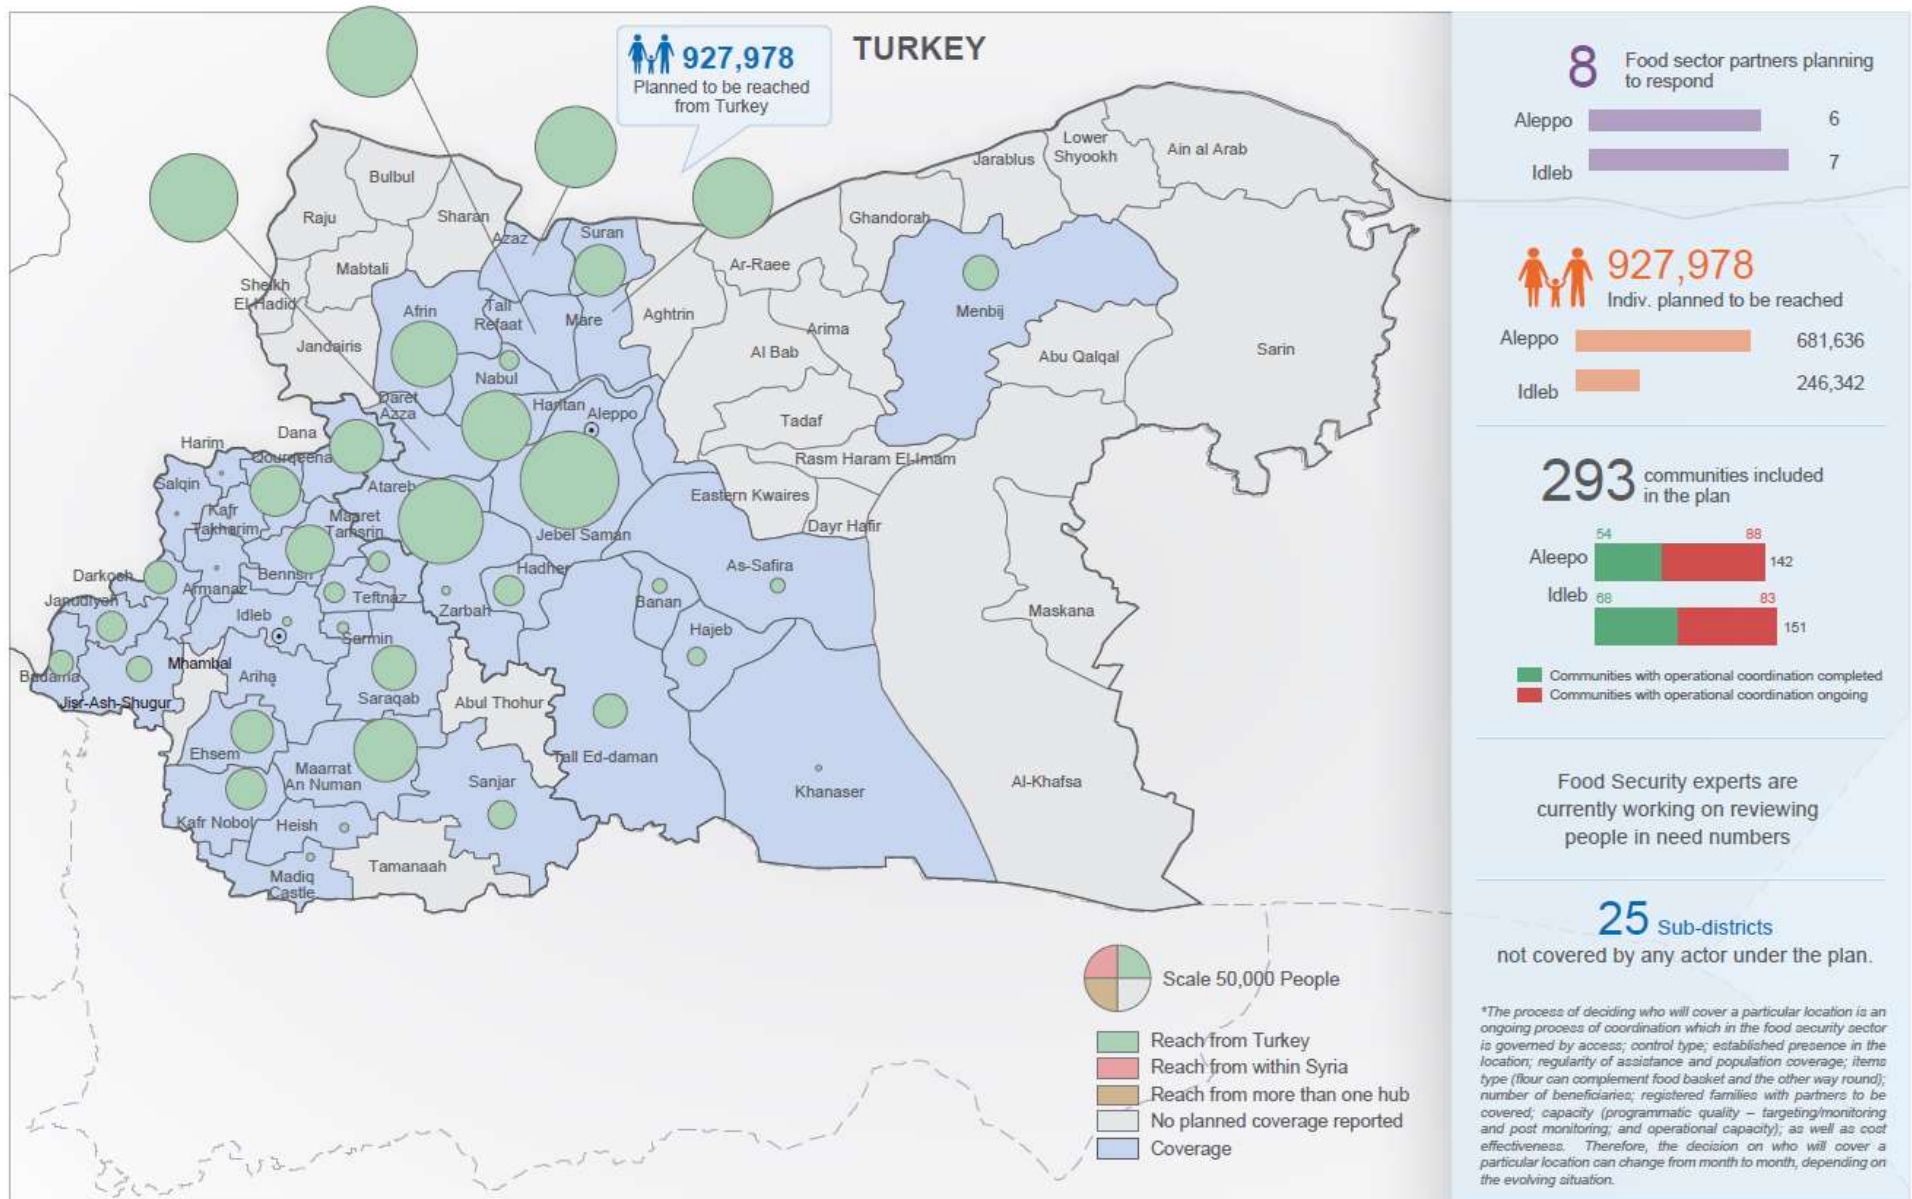 TURKEY
927,978
Planned to be reached
from Turkey
Bulbul
Raju
Sharan
Azaz
Suran
Mabtali
Sheikh
El-Hadid
Afrin
Tall
Refaat
Mare
Jandairis
Nabul
Daret
Azza
Haritan
Aleppo
Aghtrin
Ar-Raee
Ghandorah
Jarablus
Lower
Shyookh
Ain al Arab
Arima
Al Bab
Menbij
Abu Qalqal
Sarin
Tadaf
Rasm Haram El-Imam
Eastern Kwaires
Dayr Hafir
Dana
Harim
Qourqeena
Salqin
Atareb
Kafr
Takharim
Maaret
Tamsrin
Jebel Saman
Darkosh
Armanaz
Bennsh
Teftnaz
Zarbah
Hadher
As-Safira
Banan
Janudiyeh
Idleb
Sarmin
Hajeb
Maskana
Badama
Mhambal
Jisr-Ash-Shugur
Ariha
Saraqab
Abul Thohur
Ehsem
Maarrat
An Numan
Sanjar
Tall Ed-daman
Khanaser
Al-Khafsa
Kafr Nobol
Heish
Tamanaah
Madiq
Castle
Scale 50,000 People
Reach from Turkey
Reach from within Syria
Reach from more than one hub
No planned coverage reported
Coverage
8 Food sector partners planning
to respond
Aleppo 6
Idleb 7
927,978
Indiv. planned to be reached
Aleppo 681,636
Idleb 246,342
293 communities included
in the plan
54 88
Aleepo 142
Idleb 68 83
151
Communities with operational coordination completed
Communities with operational coordination ongoing
Food Security experts are
currently working on reviewing
people in need numbers
25 Sub-districts
not covered by any actor under the plan.
*The process of deciding who will cover a particular location is an
ongoing process of coordination which in the food security sector
is governed by access; control type; established presence in the
location; regularity of assistance and population coverage; items
type (flour can complement food basket and the other way round);
number of beneficiaries; registered families with partners to be
covered; capacity (programmatic quality – targeting/monitoring
and post monitoring; and operational capacity); as well as cost
effectiveness. Therefore, the decision on who will cover a
particular location can change from month to month, depending on
the evolving situation.